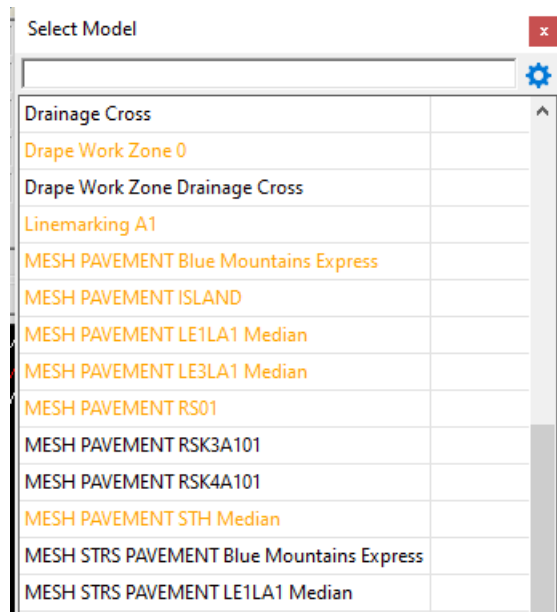 Select Model
x
Drainage Cross
Drape Work Zone 0
Drape Work Zone Drainage Cross
Linemarking A1
MESH PAVEMENT Blue Mountains Express
MESH PAVEMENT ISLAND
MESH PAVEMENT LE1LA1 Median
MESH PAVEMENT LE3LA1 Median
MESH PAVEMENT RS01
MESH PAVEMENT RSK3A101
MESH PAVEMENT RSK4A101
MESH PAVEMENT STH Median
MESH STRS PAVEMENT Blue Mountains Express
MESH STRS PAVEMENT LE1LA1 Median